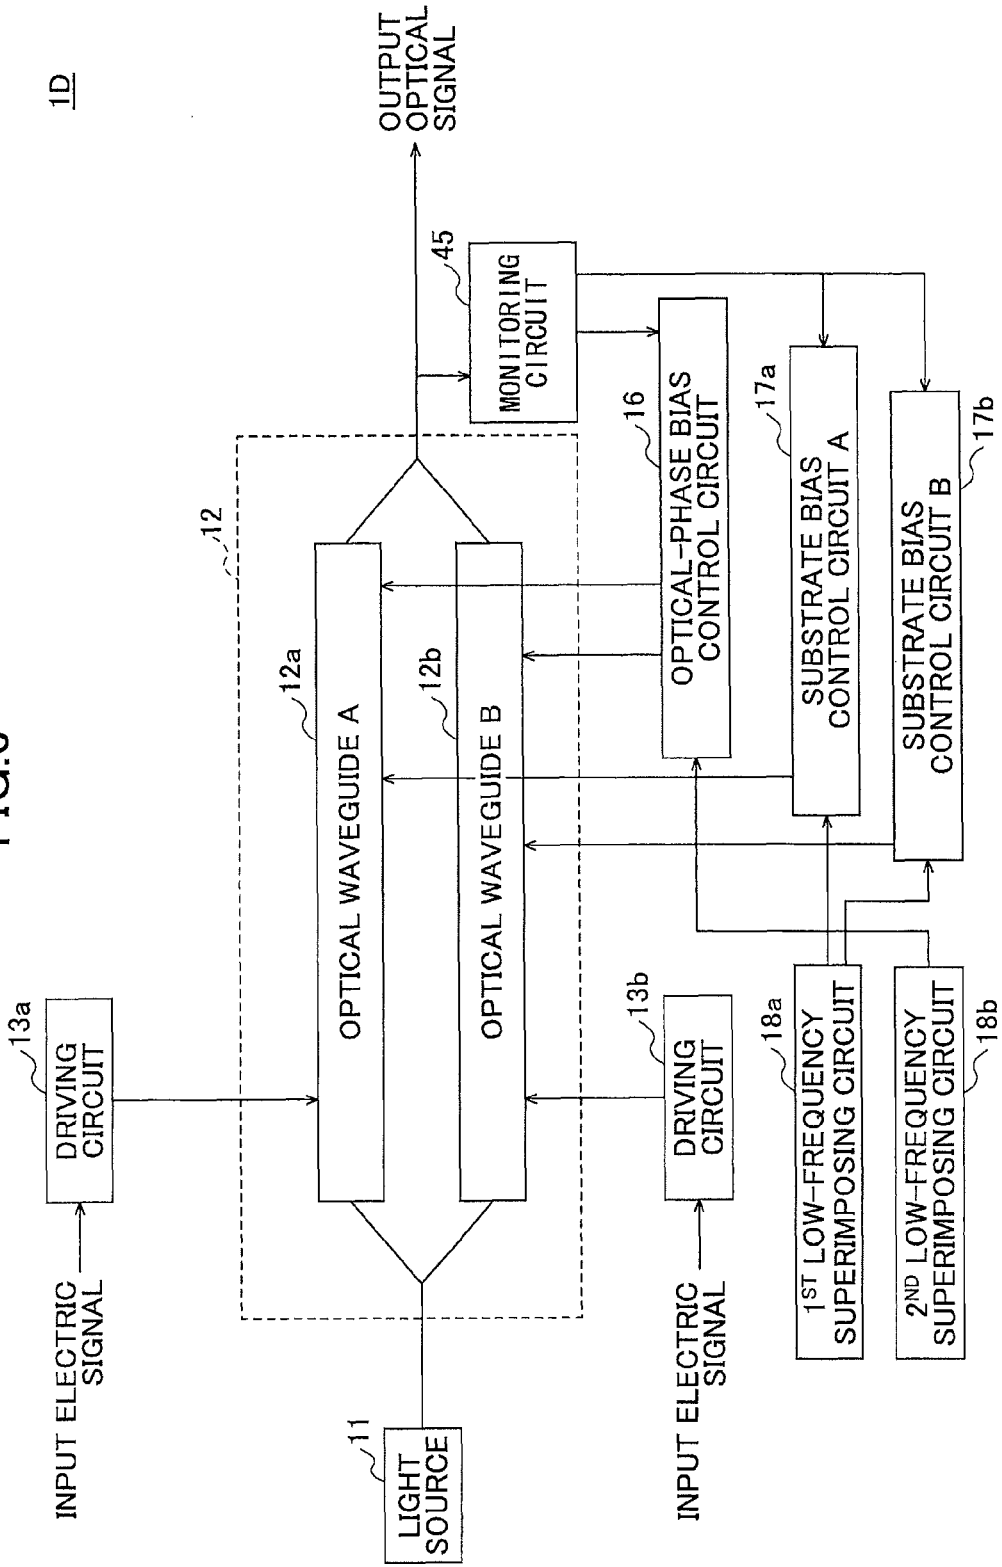 1D
INPUT ELECTRIC
SIGNAL
13a
DRIVING
CIRCUIT
12
LIGHT
SOURCE
11
12a
OPTICAL WAVEGUIDE A
12b
OPTICAL WAVEGUIDE B
OUTPUT
OPTICAL
SIGNAL
45
MONITORING
CIRCUIT
INPUT ELECTRIC
SIGNAL
13b
DRIVING
CIRCUIT
16
OPTICAL-PHASE BIAS
CONTROL CIRCUIT
17a
SUBSTRATE BIAS
CONTROL CIRCUIT A
SUBSTRATE BIAS
CONTROL CIRCUIT B
17b
18a
1ST LOW-FREQUENCY
SUPERIMPOSING CIRCUIT
2ND LOW-FREQUENCY
SUPERIMPOSING CIRCUIT
18b